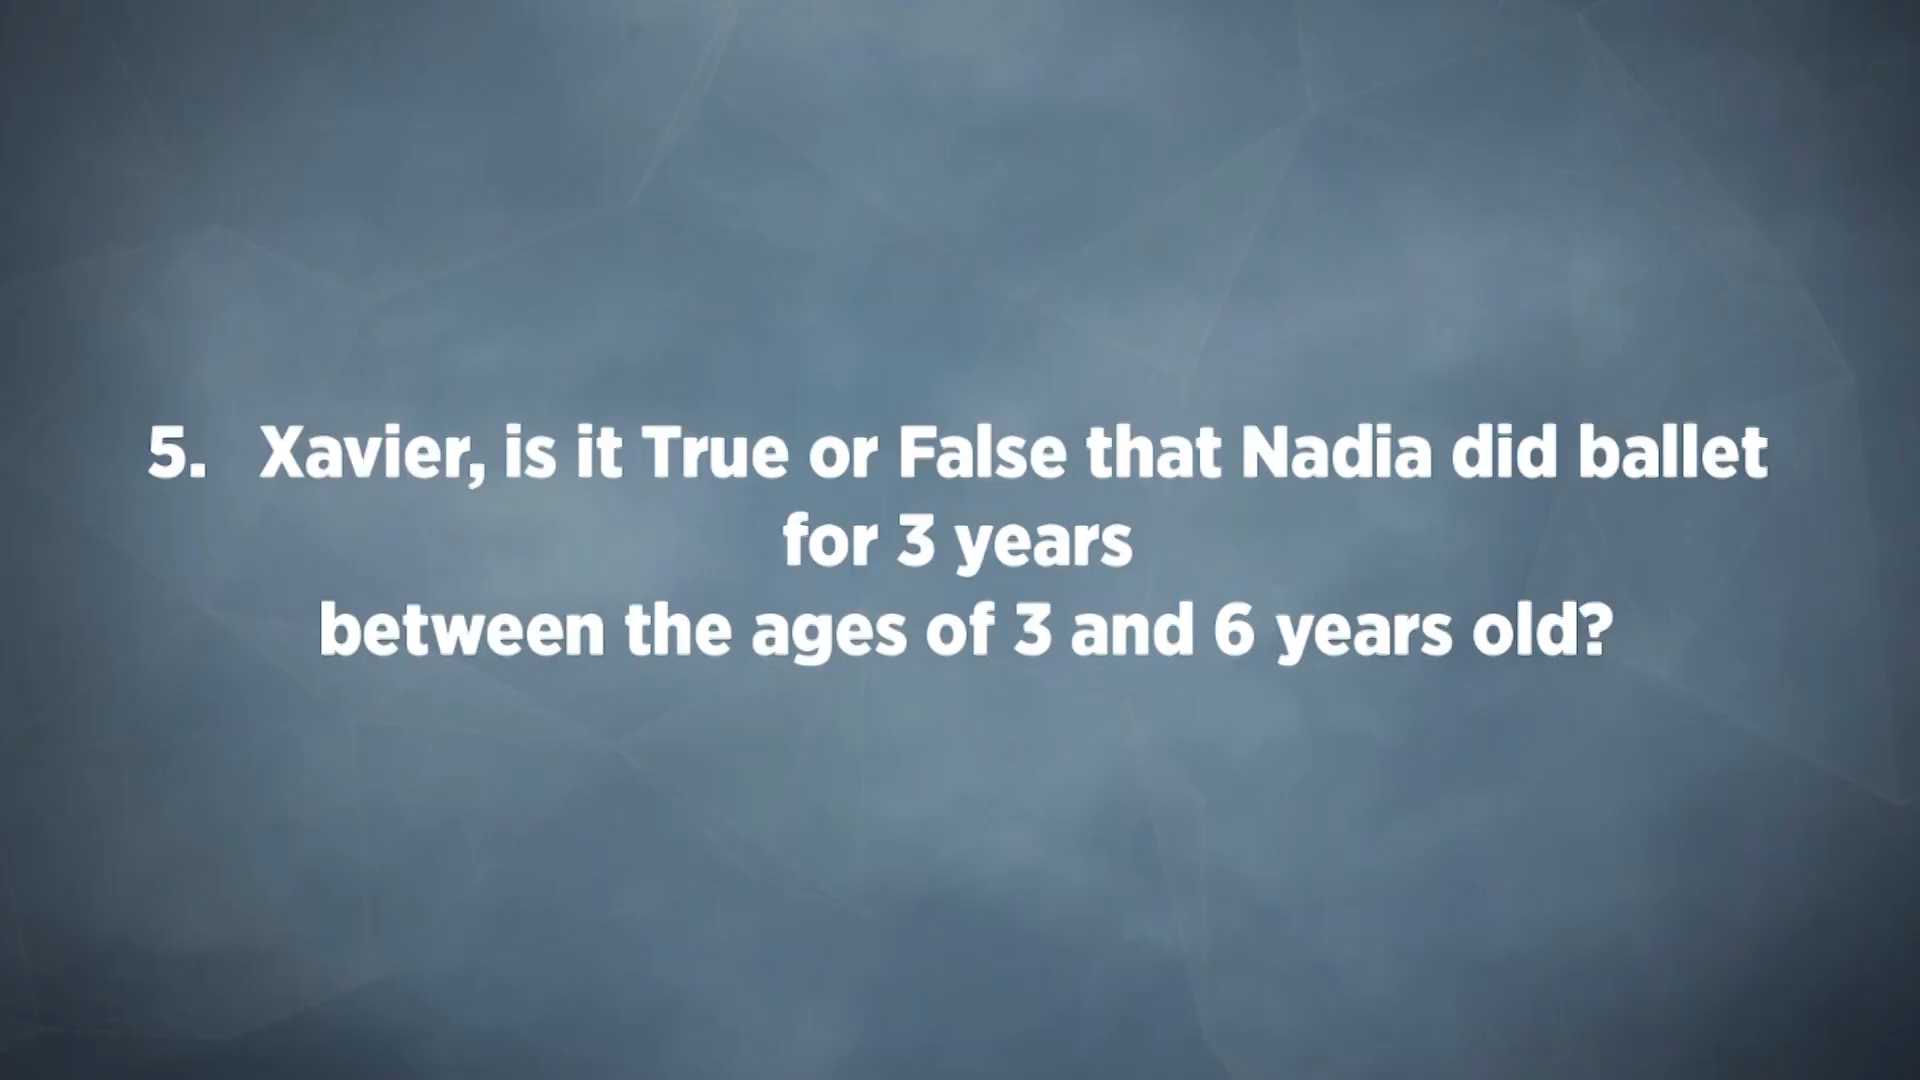 5. Xavier, is it True or False that Nadia did ballet
for 3 years
between the ages of 3 and 6 years old?